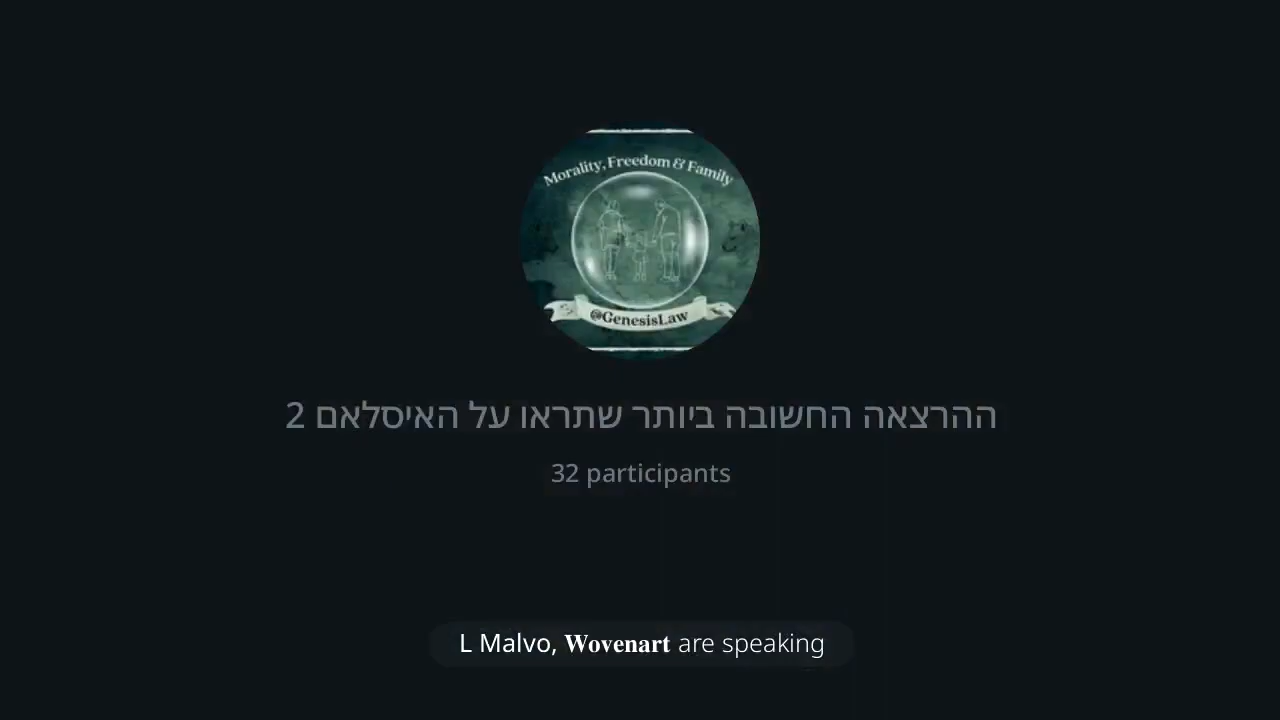 Morality, Freedom & Family
@GenesisLaw
ההרצאה החשובה ביותר שתראו על האיסלאם 2
32 participants
L Malvo, Wovenart are speaking